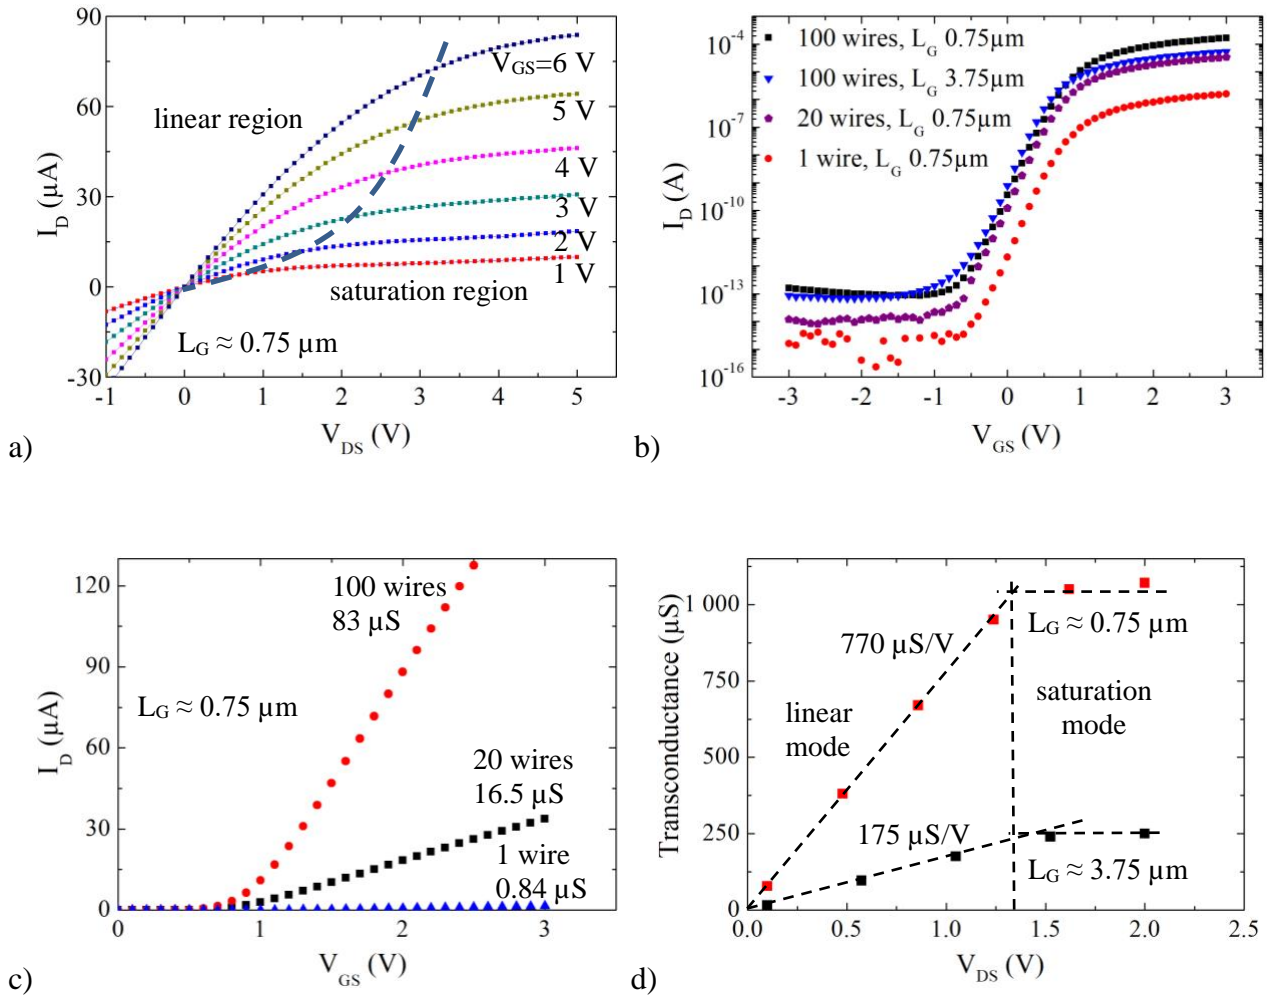 90
60
30
0
-30
I_D (µA)
V_GS=6 V
linear region
5 V
4 V
3 V
2 V
1 V
saturation region
L_G ≈ 0.75 µm
-1 0 1 2 3 4 5
V_DS (V)
a)
10^-4
10^-7
10^-10
10^-13
10^-16
I_D (A)
100 wires, L_G 0.75µm
100 wires, L_G 3.75µm
20 wires, L_G 0.75µm
1 wire, L_G 0.75µm
-3 -2 -1 0 1 2 3
V_GS (V)
b)
120
90
60
30
0
I_D (µA)
100 wires
83 µS
L_G ≈ 0.75 µm
20 wires
16.5 µS
1 wire
0.84 µS
0 1 2 3
V_GS (V)
c)
1 000
750
500
250
0
Transconductance (µS)
770 µS/V
L_G ≈ 0.75 µm
linear
mode
saturation
mode
175 µS/V
L_G ≈ 3.75 µm
0.0 0.5 1.0 1.5 2.0 2.5
V_DS (V)
d)